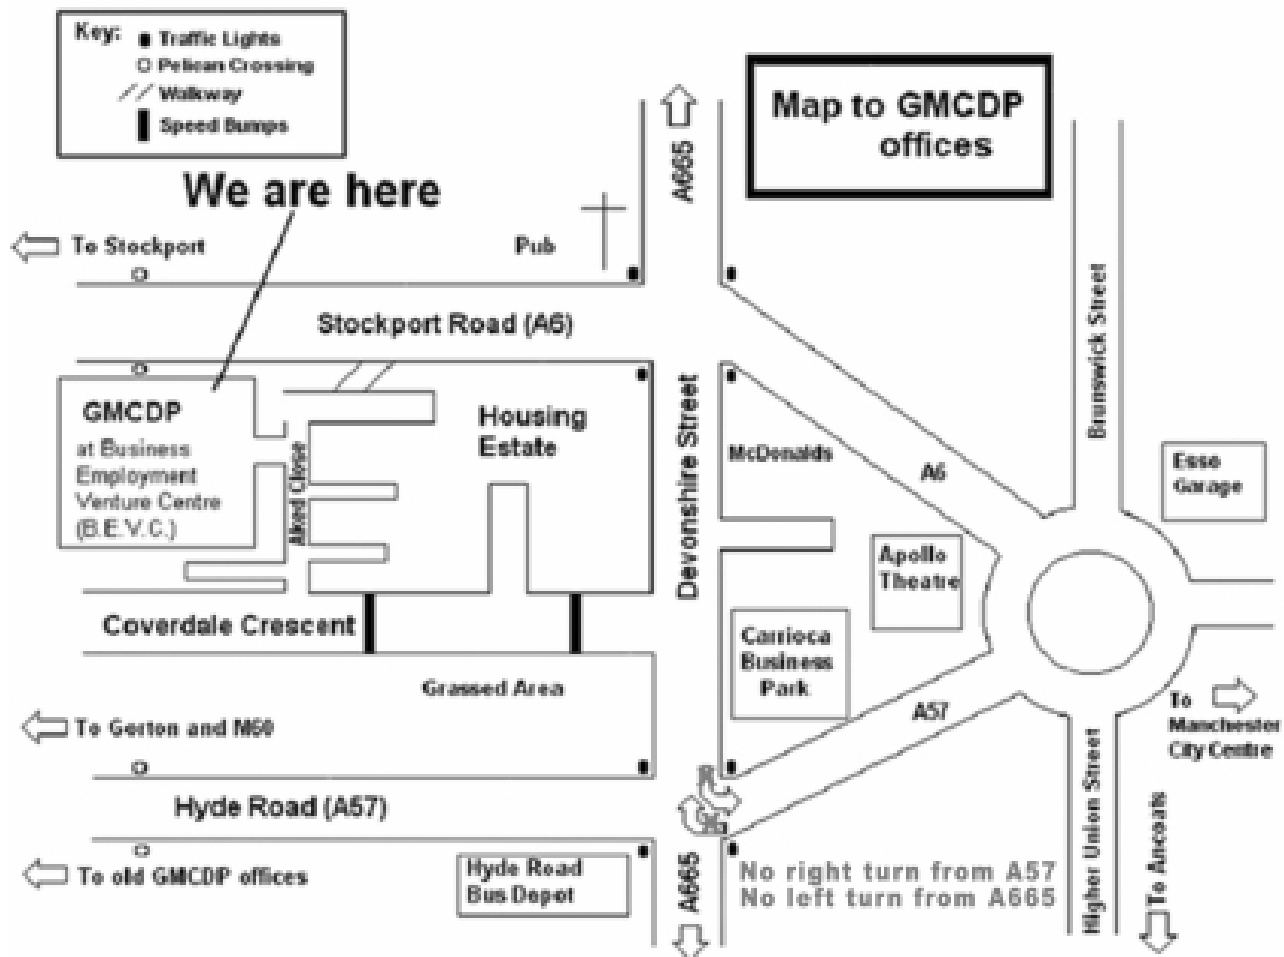 Key:
Traffic Lights
Pelican Crossing
Walkway
Speed Bumps
Map to GMCDP
offices
We are here
A665
To Stockport
Pub
Stockport Road (A6)
Brunswick Street
GMCDP
at Business
Employment
Venture Centre
(B.E.V.C.)
Alked Close
Housing
Estate
Devonshire Street
McDonalds
A6
Esso
Garage
Apollo
Theatre
Coverdale Crescent
Carrioca
Business
Park
Grassed Area
A57
To
Manchester
City Centre
To Gorton and M60
Hyde Road (A57)
To old GMCDP offices
Hyde Road
Bus Depot
A665
No right turn from A57
No left turn from A665
Higher Union Street
To Ancoats